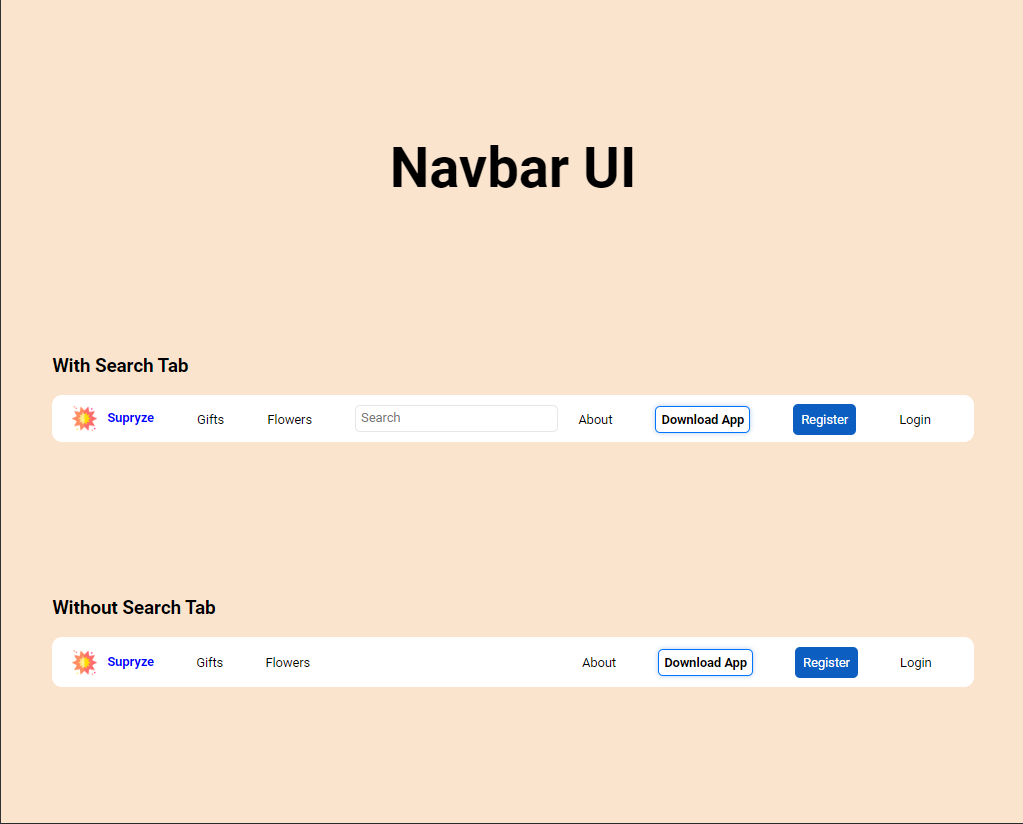 Navbar UI
With Search Tab
Supryze Gifts Flowers Search About Download App Register Login
Without Search Tab
Supryze Gifts Flowers About Download App Register Login